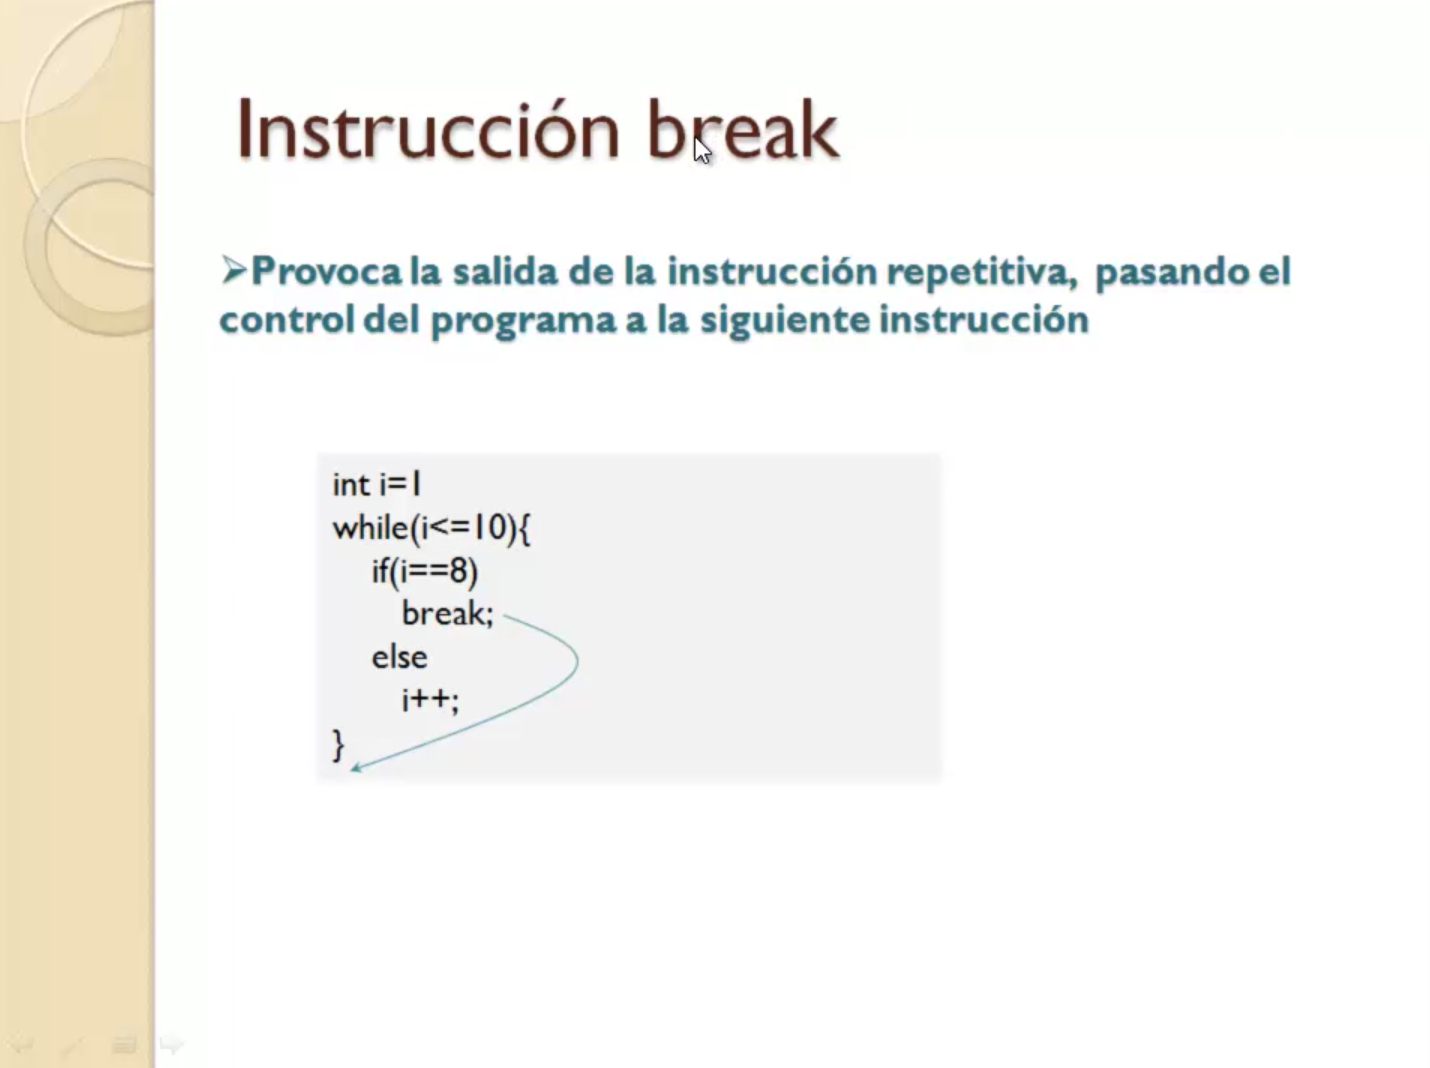 Instrucción break
➢Provoca la salida de la instrucción repetitiva, pasando el
control del programa a la siguiente instrucción
int i=1
while(i<=10){
if(i==8)
break;
else
i++;
}